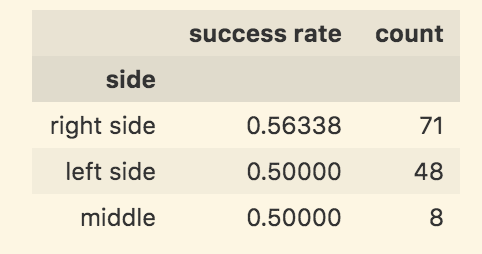 success rate count
side
right side 0.56338 71
left side 0.50000 48
middle 0.50000 8